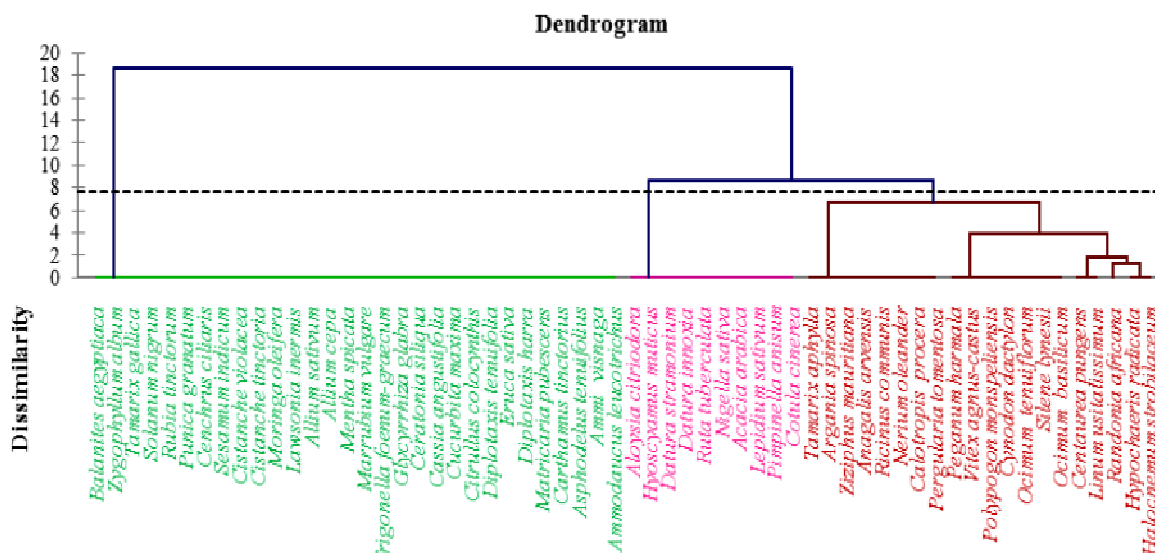 Dendrogram
20
18
16
14
12
10
8
6
4
2
0
Dissimilarity
Balanites aegyptiaca
Zygophyllum album
Tamarix gallica
Solanum nigrum
Rubia tinctorum
Punica granatum
Cenchrus ciliaris
Sesamum indicum
Cistanche violacea
Cistanche tinctoria
Moringa oleifera
Lawsonia inermis
Allium sativum
Allium cepa
Mentha spicata
Marrubium vulgare
rigonella foenum-graecum
Glycyrrhiza glabra
Ceratonia siliqua
Cassia angustifolia
Cucurbita maxima
Citrullus colocynthis
Diplotaxis tenuifolia
Eruca sativa
Diplotaxis harra
Matricaria pubescens
Carthamus tinctorius
Asphodelus tenuifolius
Ammi visnaga
Ammodaucus leucotrichus
Aloysia citriodora
Hyoscyamus muticus
Datura stramonium
Datura innoxia
Ruta tuberculata
Nigella sativa
Acacia arabica
Lepidium sativum
Pimpinella anisum
Cotula cinerea
Tamarix aphylla
Argania spinosa
Ziziphus mauritiana
Anagalis arvensis
Ricinus communis
Nerium oleander
Calotropis procera
Pergularia tomentosa
Peganum harmala
Vitex agnus-castus
Polypogon monspeliensis
Cynodon dactylon
Ocimum tenuiflorum
Silene lynesii
Ocimum basilicum
Centaurea pungens
Linum usitatissimum
Randonia africana
Hypochaeris ridicata
Halocnemum strobulaceum